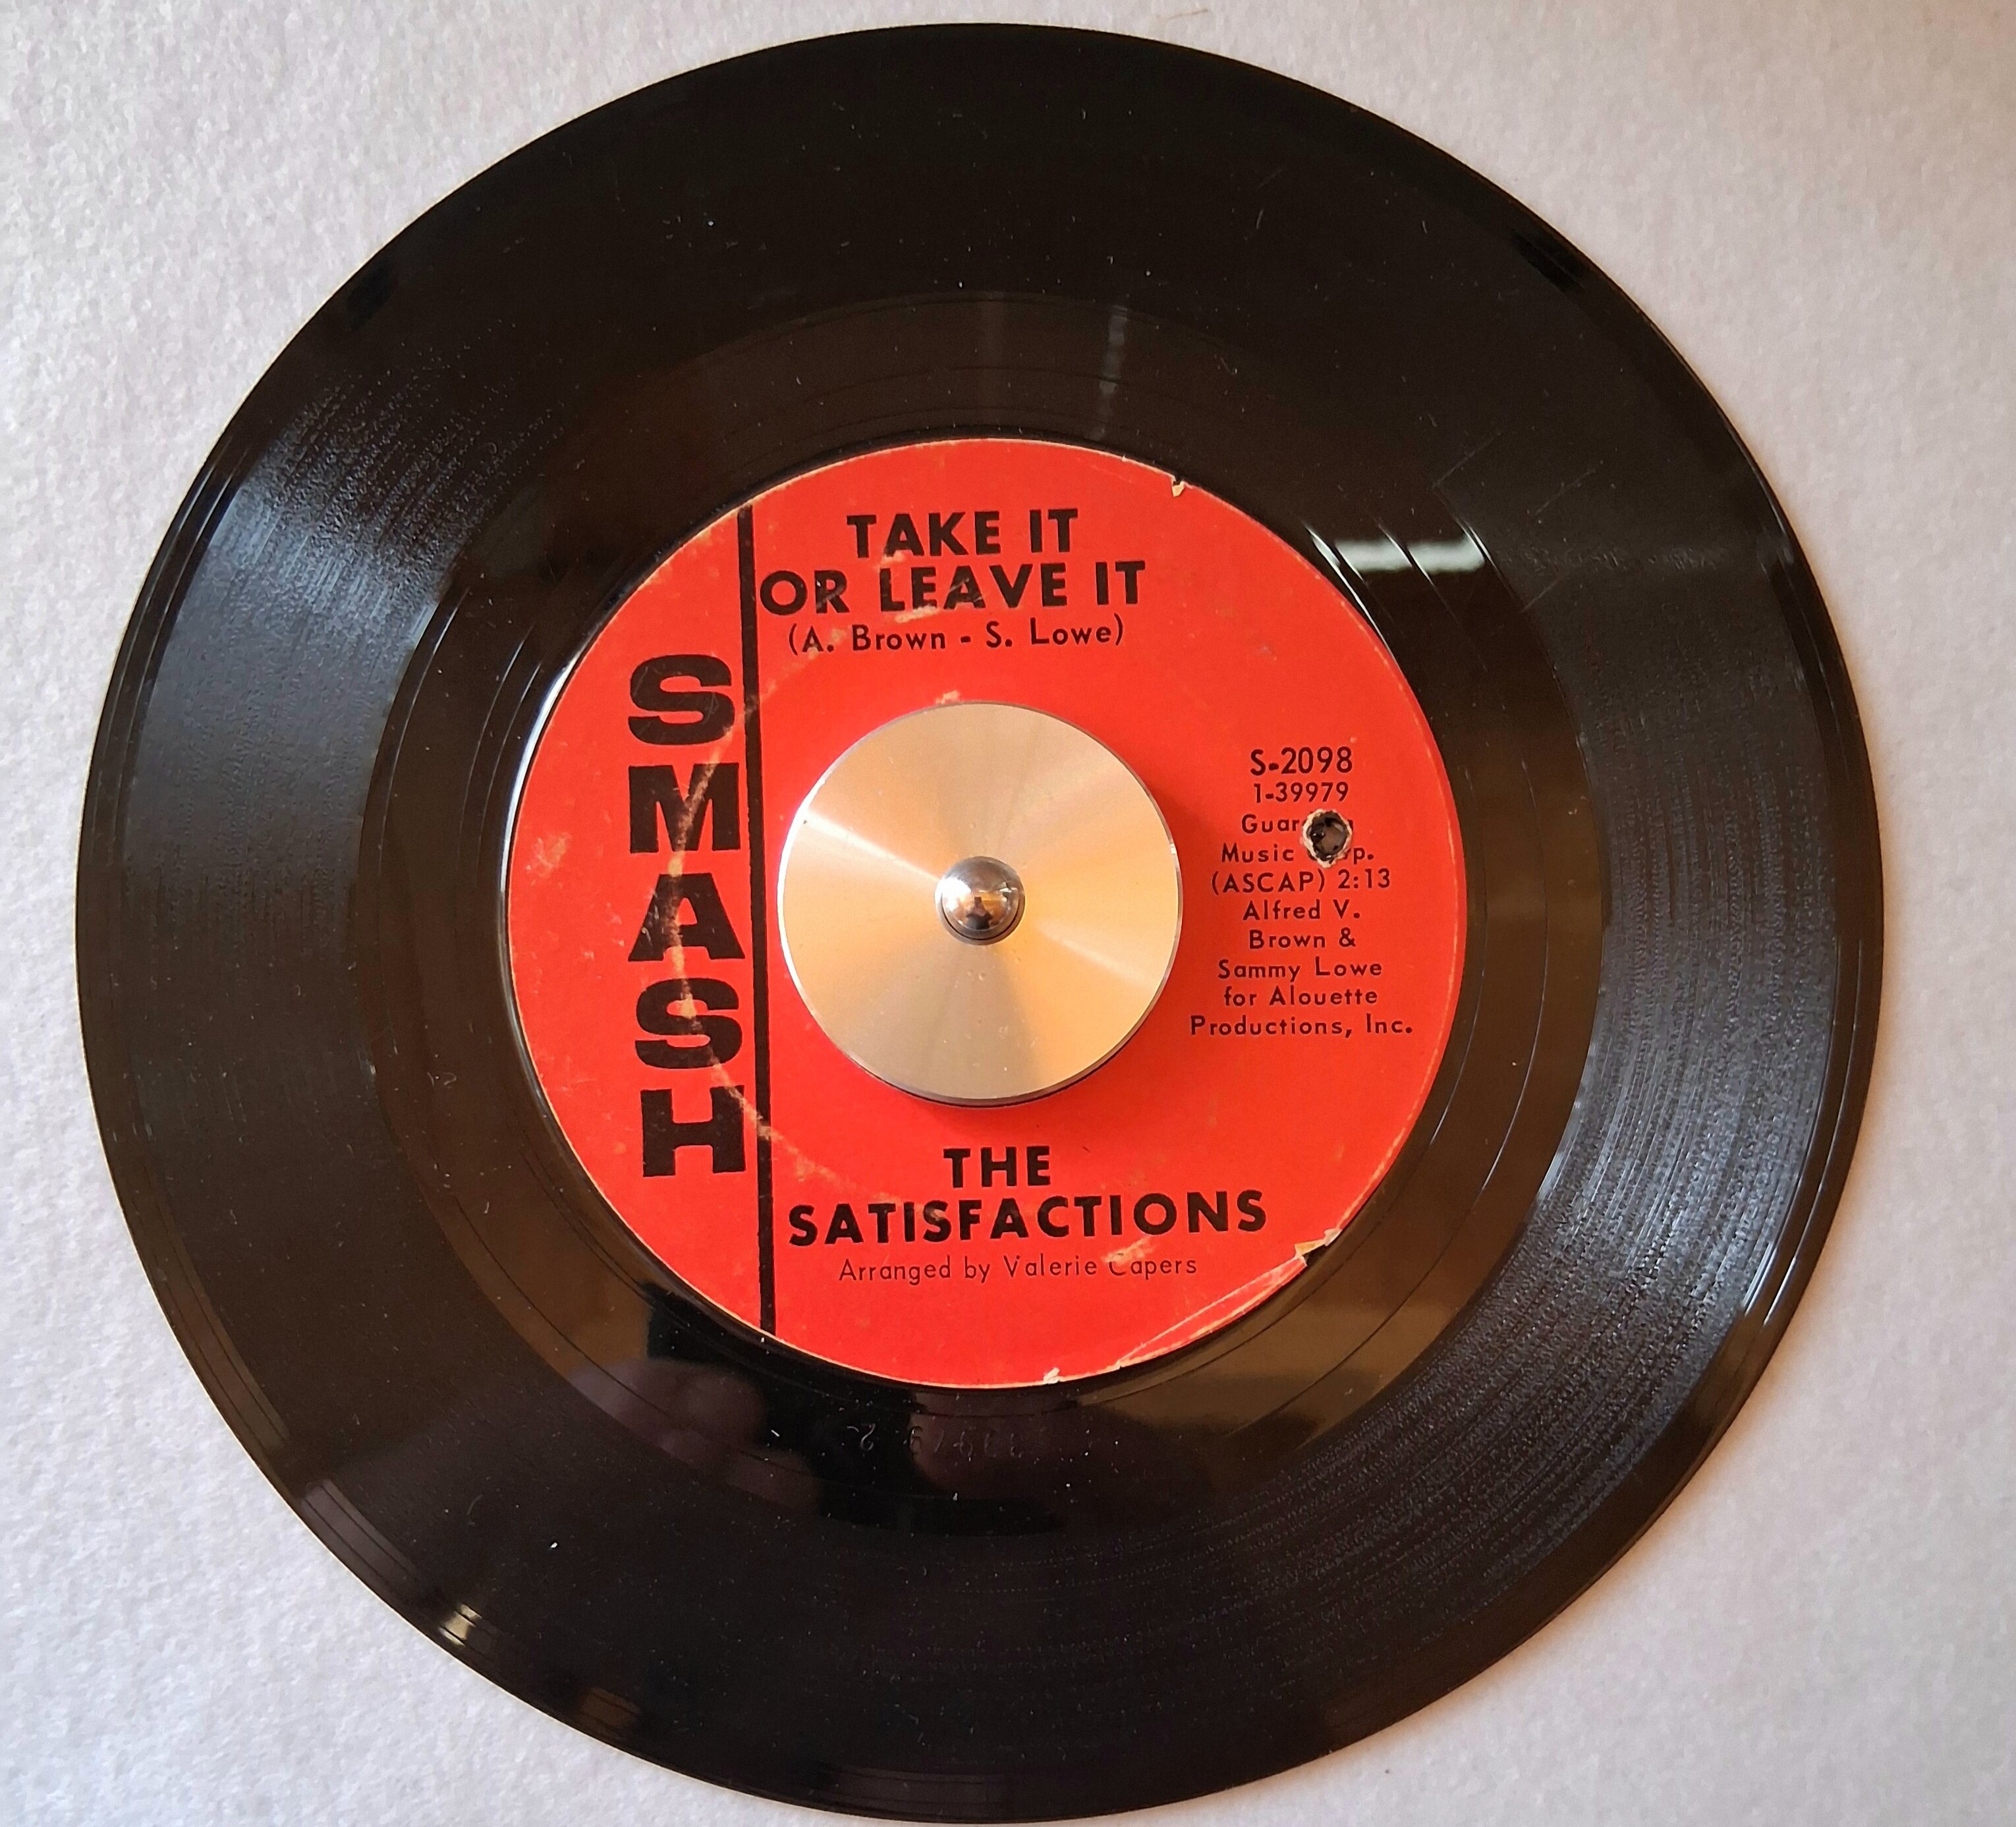 TAKE IT
OR LEAVE IT
(A. Brown - S. Lowe)
SMASH
S-2098
1-39979
Music
(ASCAP) 2:13
Alfred V.
Brown &
Sammy Lowe
for Alouette
Productions, Inc.
THE
SATISFACTIONS
Arranged by Valerie Capers